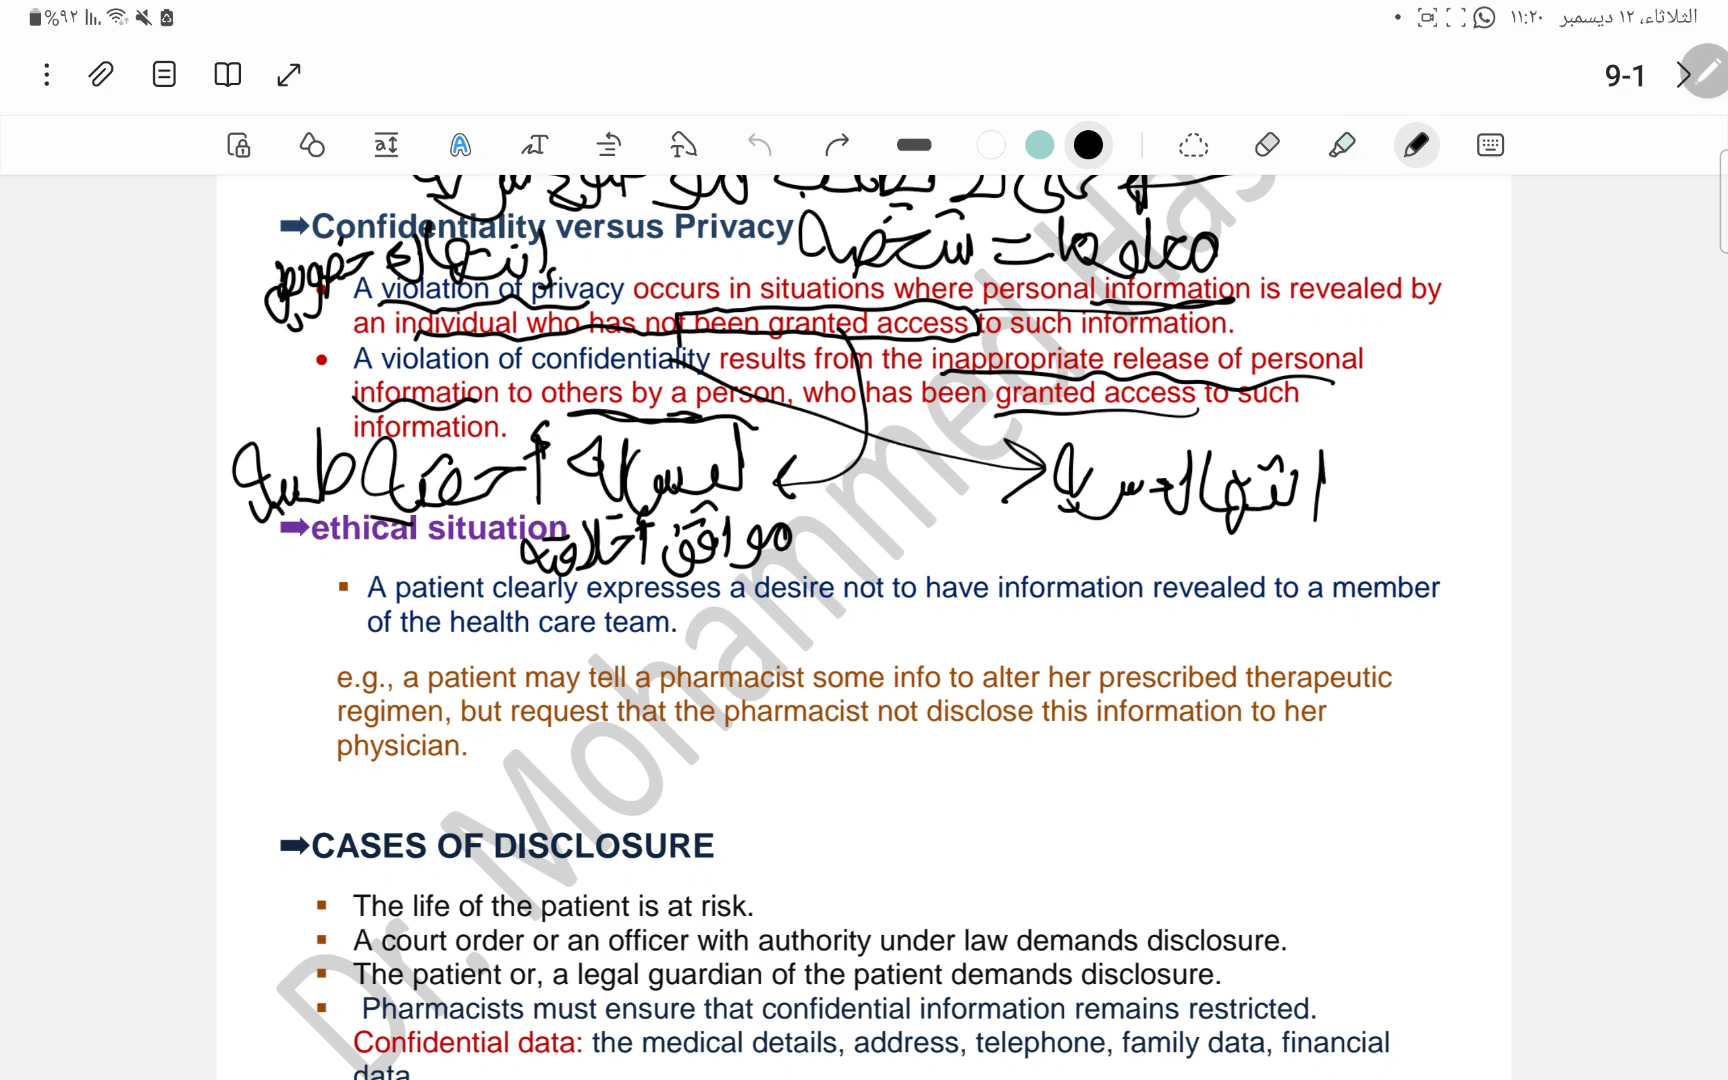 %٩٢
١١:٢٠ الثلاثاء، ١٢ ديسمبر
9-1
➡Confidentiality versus Privacy
معلومات شخصية
إنتهاك خصوصية
• A violation of privacy occurs in situations where personal information is revealed by
an individual who has not been granted access to such information.
• A violation of confidentiality results from the inappropriate release of personal
information to others by a person, who has been granted access to such
information.
ليس لك أحقية طبية
انتهاك سرية
➡ethical situation
مواقف أخلاقية
▪ A patient clearly expresses a desire not to have information revealed to a member
of the health care team.
e.g., a patient may tell a pharmacist some info to alter her prescribed therapeutic
regimen, but request that the pharmacist not disclose this information to her
physician.
➡CASES OF DISCLOSURE
▪ The life of the patient is at risk.
▪ A court order or an officer with authority under law demands disclosure.
▪ The patient or, a legal guardian of the patient demands disclosure.
▪ Pharmacists must ensure that confidential information remains restricted.
Confidential data: the medical details, address, telephone, family data, financial
data
Dr. Mohammed Has